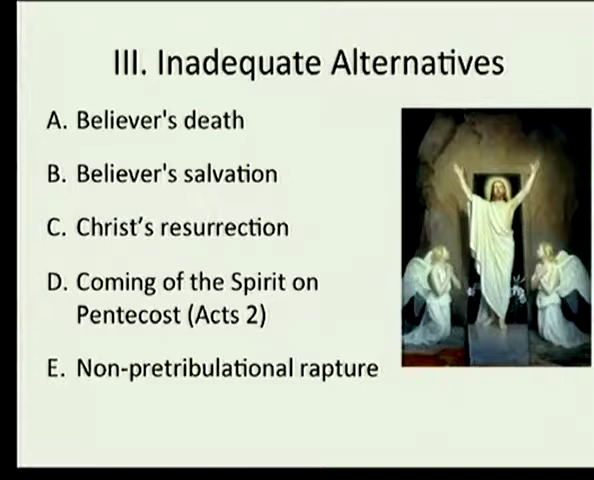 III. Inadequate Alternatives
A. Believer's death
B. Believer's salvation
C. Christ’s resurrection
D. Coming of the Spirit on
Pentecost (Acts 2)
E. Non-pretribulational rapture